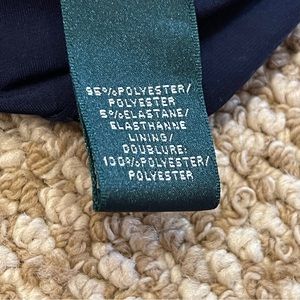 95%POLYESTER/
POLYESTER
5%ELASTANE/
ELASTHANNE
LINING/
DOUBLURE:
100%POLYESTER/
POLYESTER